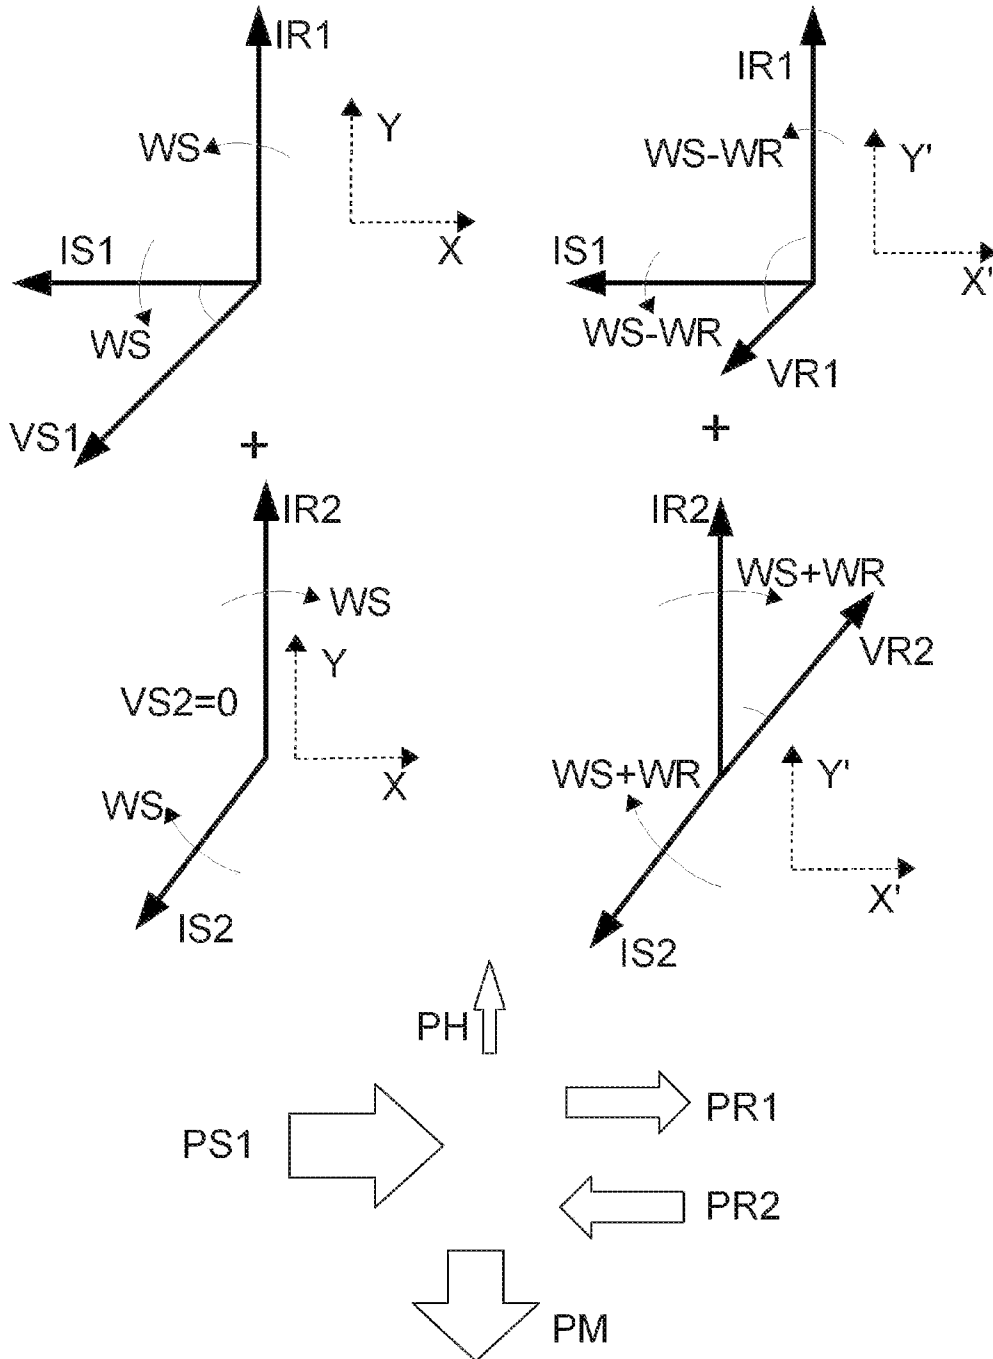 IR1
WS
Y
X
IS1
WS
VS1
+
IR1
WS-WR
Y'
X'
IS1
WS-WR
VR1
+
IR2
WS
Y
VS2=0
X
WS
IS2
IR2
WS+WR
VR2
WS+WR
Y'
X'
IS2
PH
PS1
PR1
PR2
PM